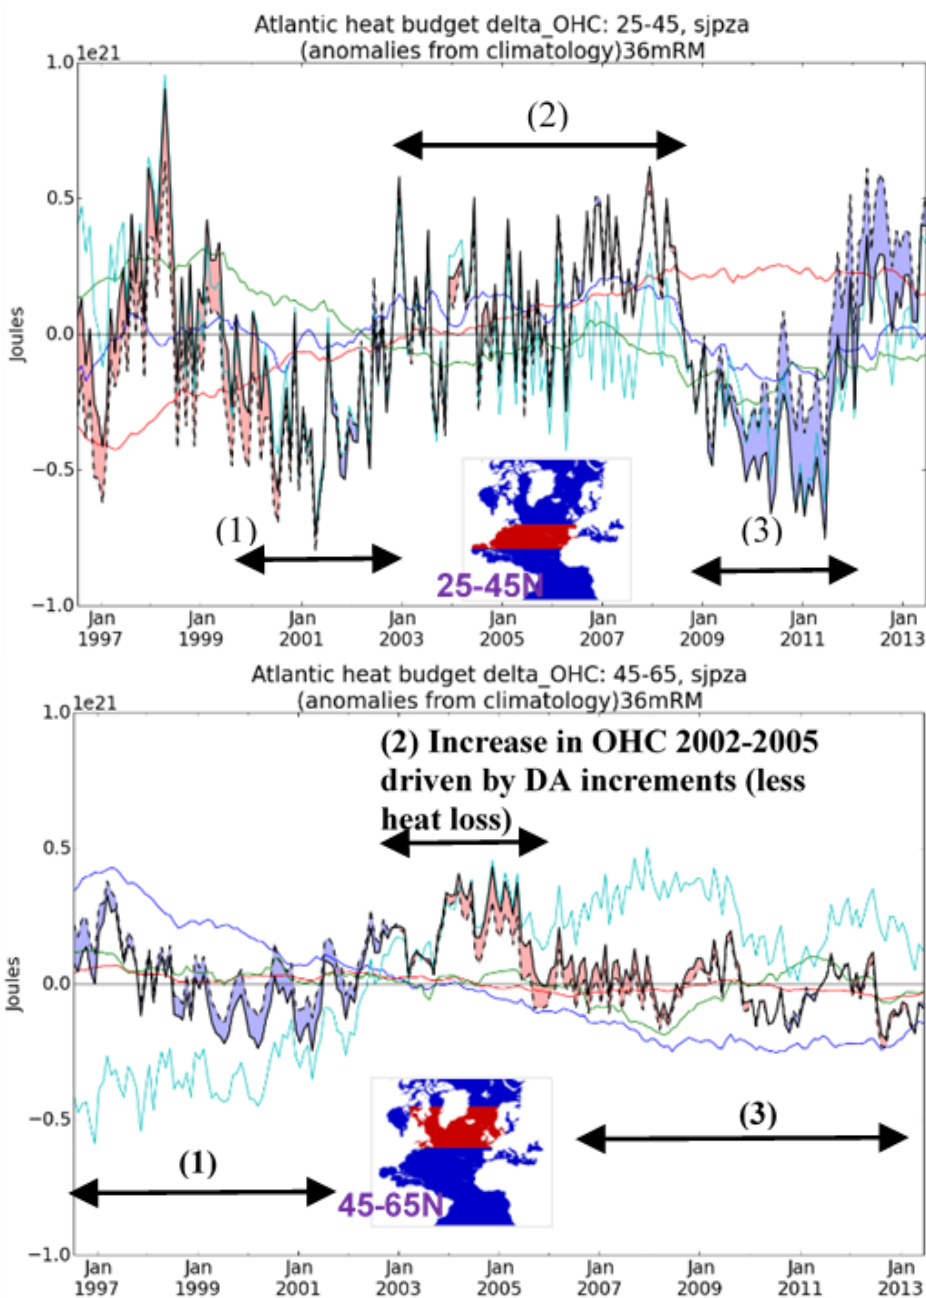 Atlantic heat budget delta_OHC: 25-45, sjpza
(anomalies from climatology)36mRM
1e21
1.0
0.5
0.0
−0.5
−1.0
Joules
(2)
(1)
(3)
25-45N
Jan Jan Jan Jan Jan Jan Jan Jan Jan
1997 1999 2001 2003 2005 2007 2009 2011 2013
Atlantic heat budget delta_OHC: 45-65, sjpza
(anomalies from climatology)36mRM
1e21
1.0
0.5
0.0
−0.5
−1.0
Joules
(2) Increase in OHC 2002-2005
driven by DA increments (less
heat loss)
(1)
(3)
45-65N
Jan Jan Jan Jan Jan Jan Jan Jan Jan
1997 1999 2001 2003 2005 2007 2009 2011 2013